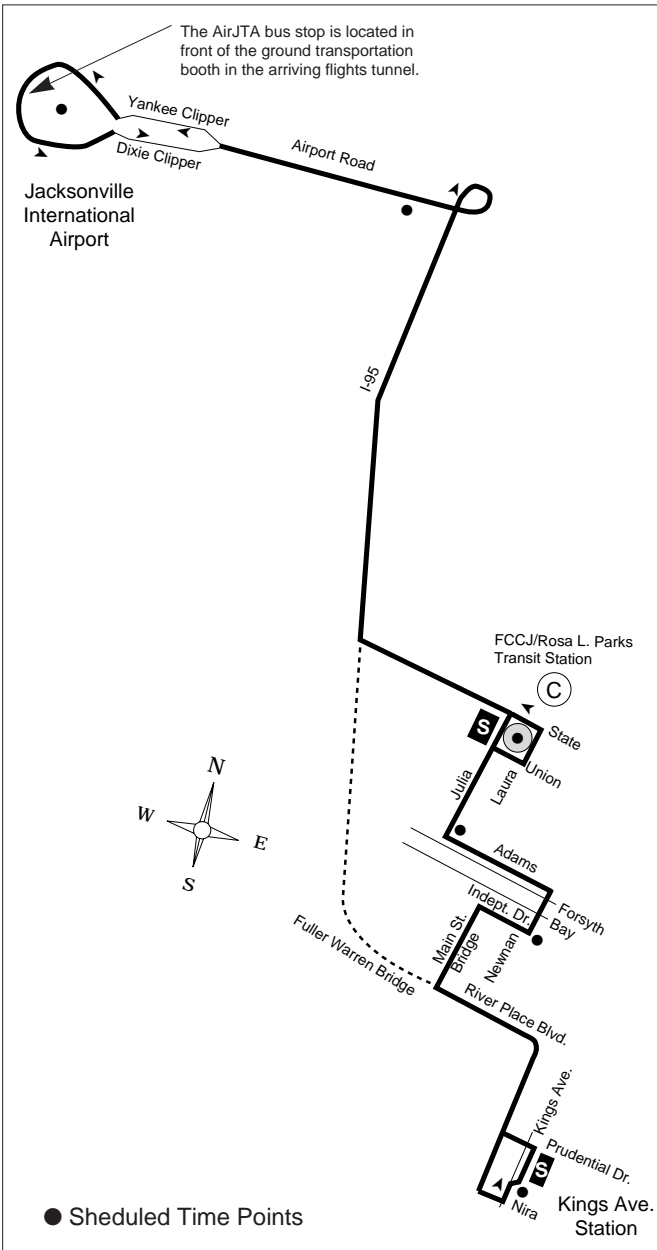 The AirJTA bus stop is located in
front of the ground transportation
booth in the arriving flights tunnel.
Yankee Clipper
Dixie Clipper
Airport Road
Jacksonville
International
Airport
I-95
FCCJ/Rosa L. Parks
Transit Station
C
S
State
Union
Laura
Julia
N
W
E
S
Adams
Forsyth
Bay
Indept. Dr.
Newnan
Main St.
Bridge
Fuller Warren Bridge
River Place Blvd.
Kings Ave.
Prudential Dr.
S
Nira
Kings Ave.
Station
Sheduled Time Points